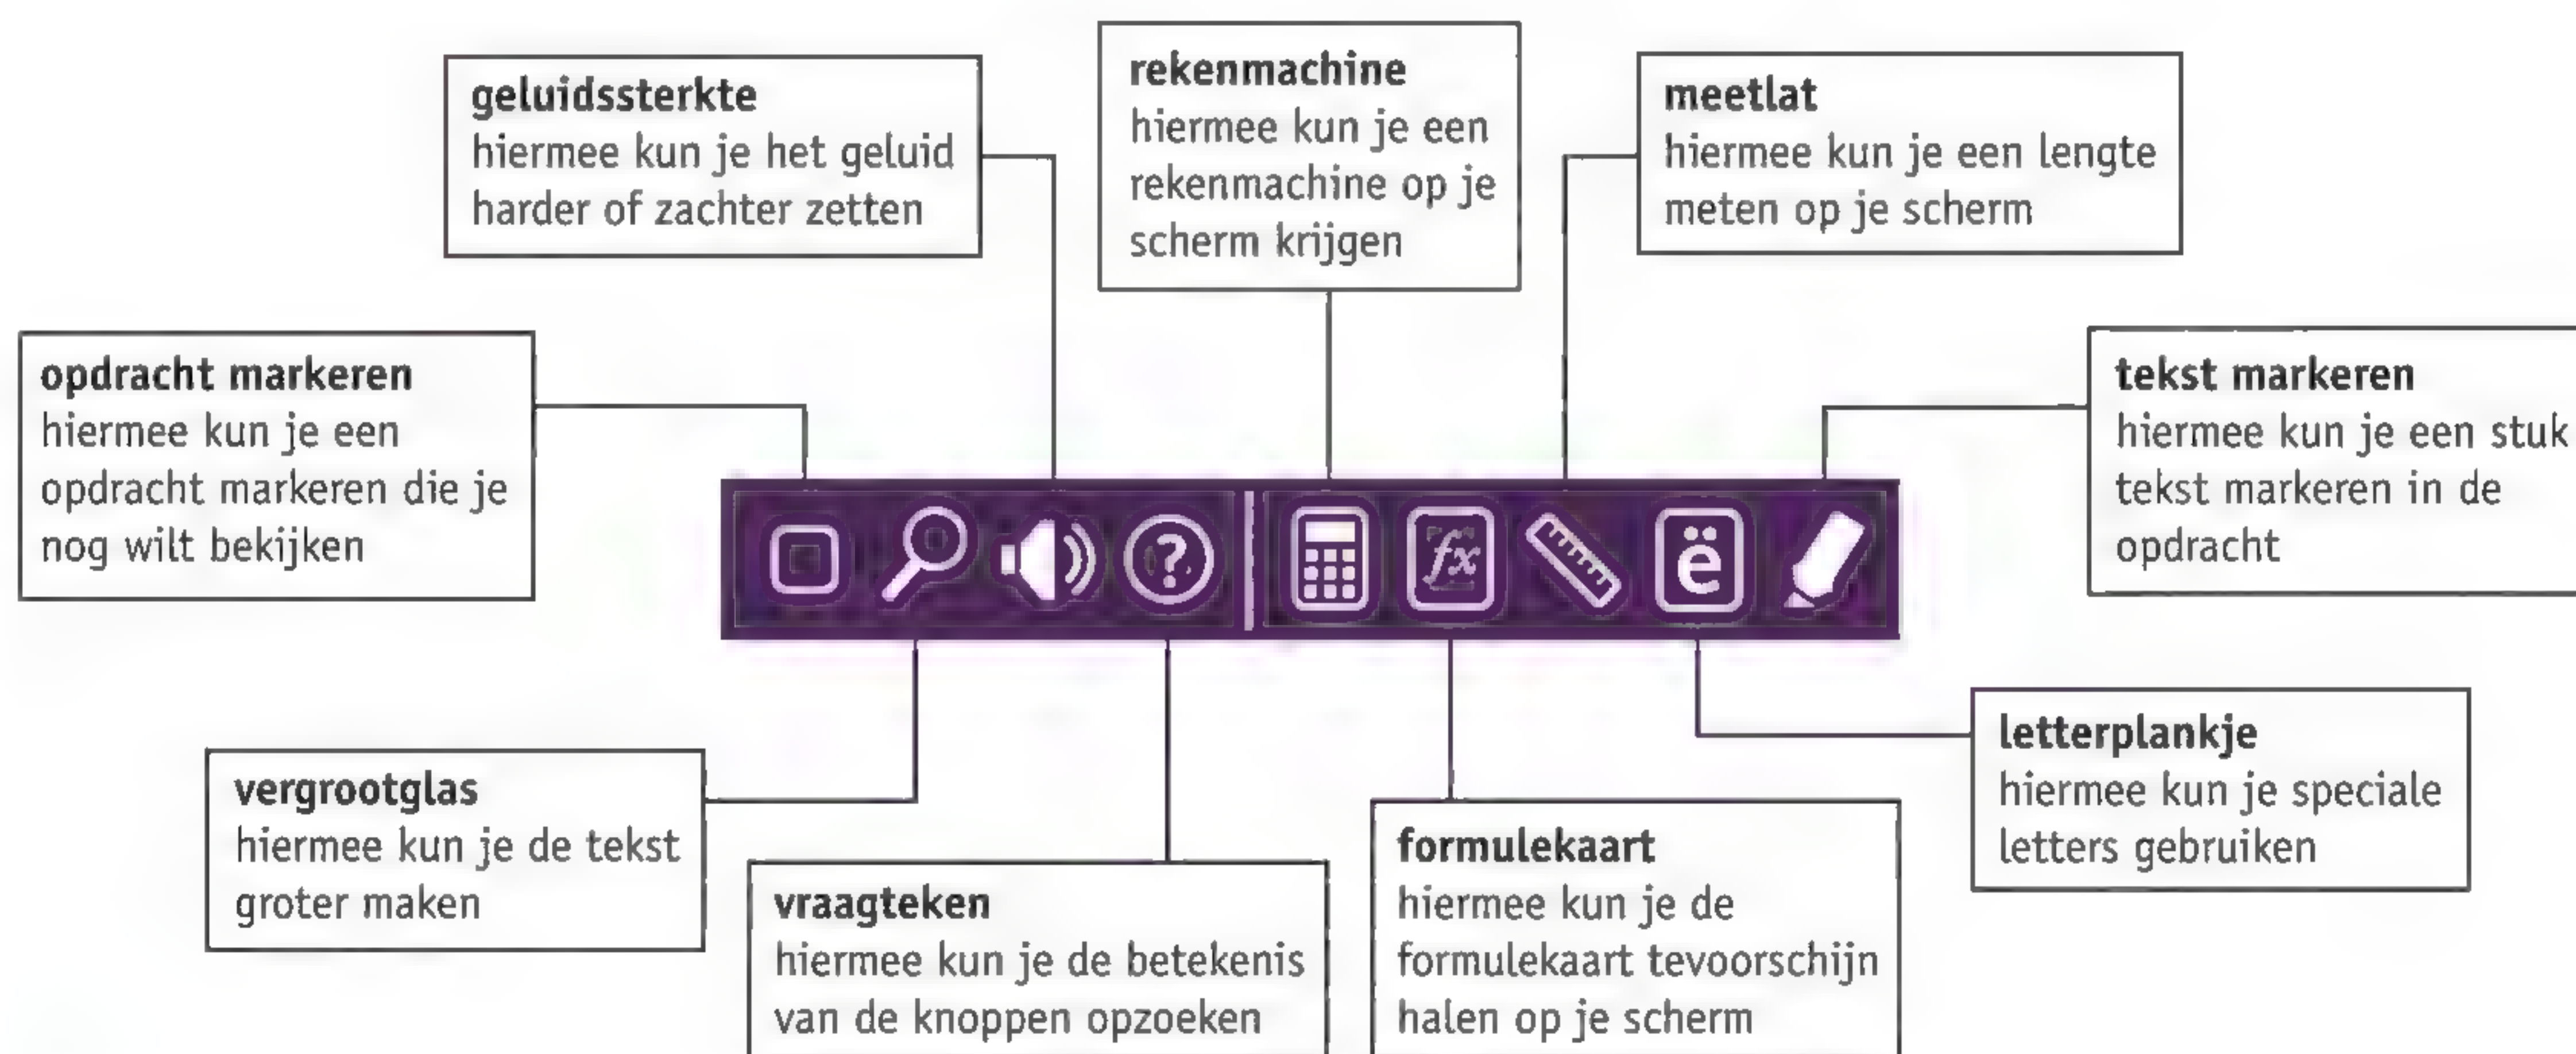 geluidssterkte
hiermee kun je het geluid
harder of zachter zetten
rekenmachine
hiermee kun je een
rekenmachine op je
scherm krijgen
meetlat
hiermee kun je een lengte
meten op je scherm
opdracht markeren
hiermee kun je een
opdracht markeren die je
nog wilt bekijken
tekst markeren
hiermee kun je een stuk
tekst markeren in de
opdracht
?
fx
ë
vergrootglas
hiermee kun je de tekst
groter maken
vraagteken
hiermee kun je de betekenis
van de knoppen opzoeken
formulekaart
hiermee kun je de
formulekaart tevoorschijn
halen op je scherm
letterplankje
hiermee kun je speciale
letters gebruiken